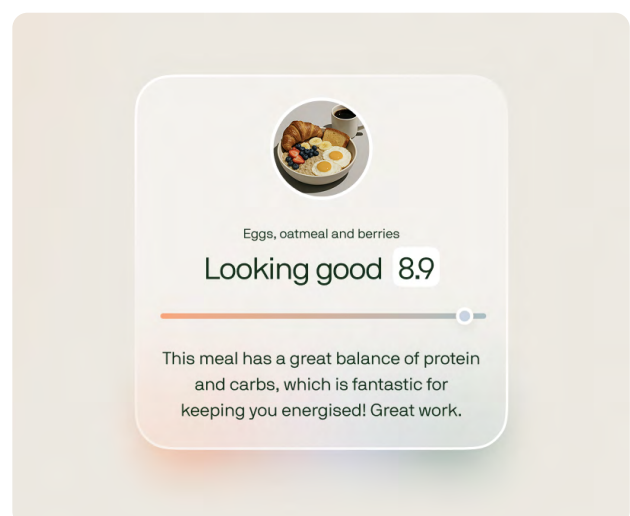 Eggs, oatmeal and berries
Looking good 8.9
This meal has a great balance of protein
and carbs, which is fantastic for
keeping you energised! Great work.